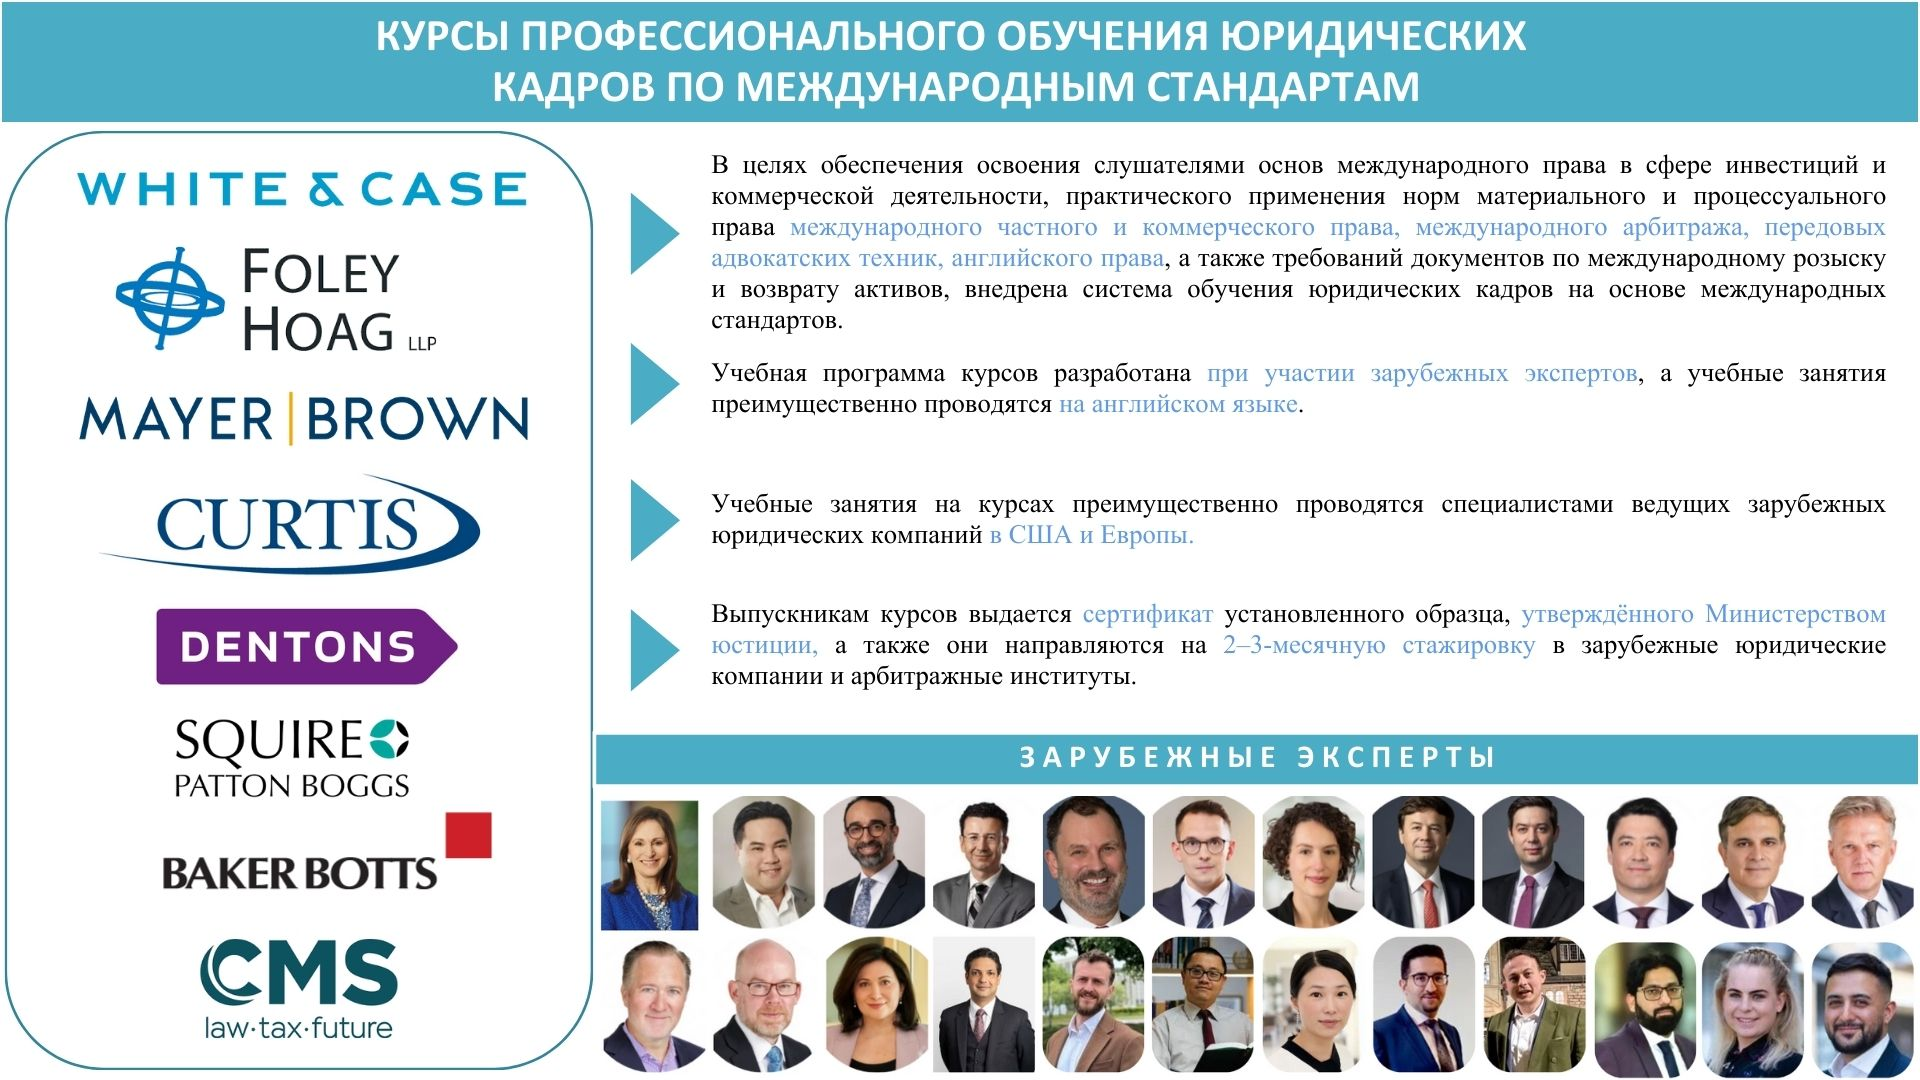 КУРСЫ ПРОФЕССИОНАЛЬНОГО ОБУЧЕНИЯ ЮРИДИЧЕСКИХ
КАДРОВ ПО МЕЖДУНАРОДНЫМ СТАНДАРТАМ
WHITE & CASE
FOLEY
HOAG LLP
MAYER | BROWN
CURTIS
DENTONS
SQUIRE
PATTON BOGGS
BAKER BOTTS
CMS
law·tax·future
В целях обеспечения освоения слушателями основ международного права в сфере инвестиций и
коммерческой деятельности, практического применения норм материального и процессуального
права международного частного и коммерческого права, международного арбитража, передовых
адвокатских техник, английского права, а также требований документов по международному розыску
и возврату активов, внедрена система обучения юридических кадров на основе международных
стандартов.
Учебная программа курсов разработана при участии зарубежных экспертов, а учебные занятия
преимущественно проводятся на английском языке.
Учебные занятия на курсах преимущественно проводятся специалистами ведущих зарубежных
юридических компаний в США и Европы.
Выпускникам курсов выдается сертификат установленного образца, утверждённого Министерством
юстиции, а также они направляются на 2–3-месячную стажировку в зарубежные юридические
компании и арбитражные институты.
ЗАРУБЕЖНЫЕ ЭКСПЕРТЫ